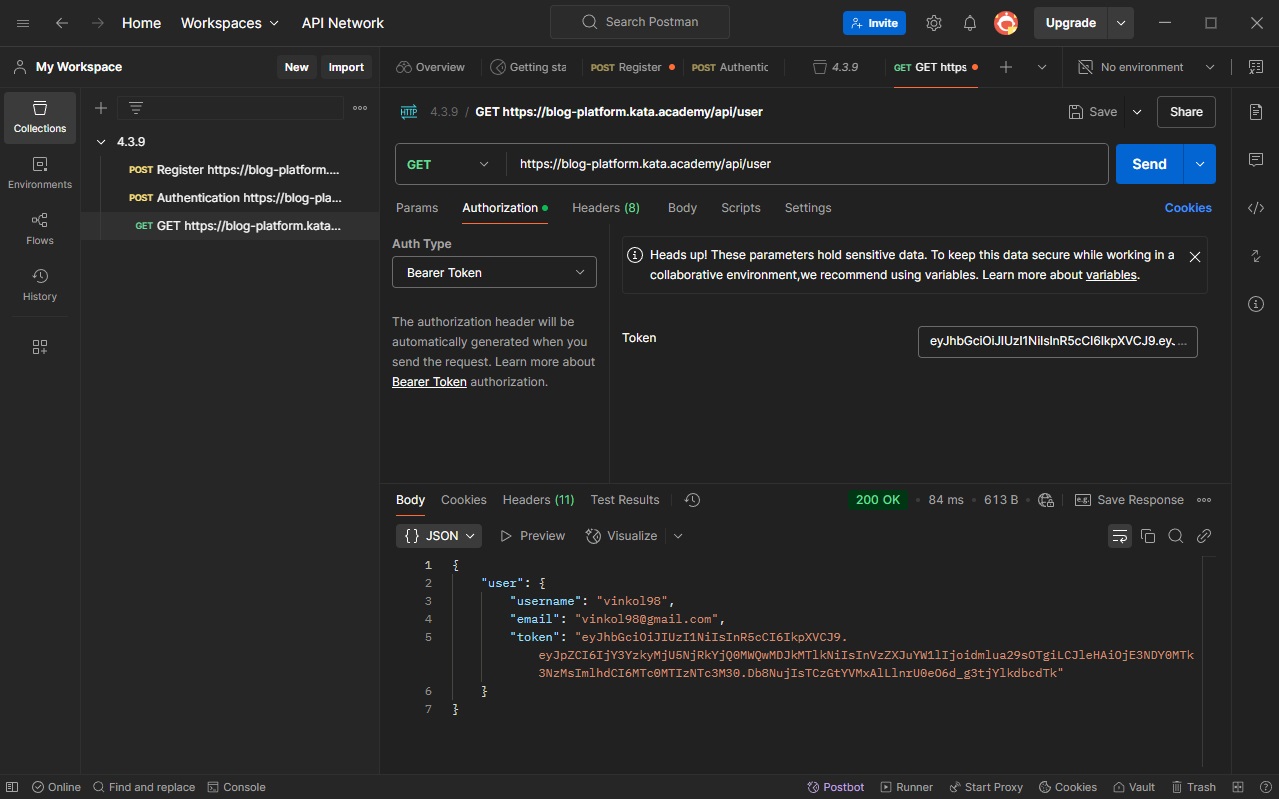 Home Workspaces API Network Search Postman Invite Upgrade
My Workspace New Import Overview Getting sta POST Register POST Authentic 4.3.9 GET GET https No environment
Collections
Environments
Flows
History
4.3.9
POST Register https://blog-platform....
POST Authentication https://blog-pla...
GET GET https://blog-platform.kata...
HTTP 4.3.9 / GET https://blog-platform.kata.academy/api/user Save Share
GET https://blog-platform.kata.academy/api/user Send
Params Authorization Headers (8) Body Scripts Settings Cookies
Auth Type
Bearer Token
The authorization header will be
automatically generated when you
send the request. Learn more about
Bearer Token authorization.
Heads up! These parameters hold sensitive data. To keep this data secure while working in a
collaborative environment,we recommend using variables. Learn more about variables.
Token eyJhbGciOiJIUzI1NiIsInR5cCI6IkpXVCJ9.ey. ...
Body Cookies Headers (11) Test Results 200 OK 84 ms 613 B e.g. Save Response
{} JSON Preview Visualize
1 {
2 "user": {
3 "username": "vinkol98",
4 "email": "vinkol98@gmail.com",
5 "token": "eyJhbGciOiJIUzI1NiIsInR5cCI6IkpXVCJ9.
eyJpZCI6IjY3YzkyMjU5NjRkYjQ0MWQwMDJkMTlkNiIsInVzZXJuYW1lIjoidmlua29sOTgiLCJleHAiOjE3NDY0MTk
3NzMsImlhdCI6MTc0MTIzNTc3M30.Db8NujIsTCzGtYVMxAlLlnrU0eO6d_g3tjYlkdbcdTk"
6 }
7 }
Online Find and replace Console Postbot Runner Start Proxy Cookies Vault Trash